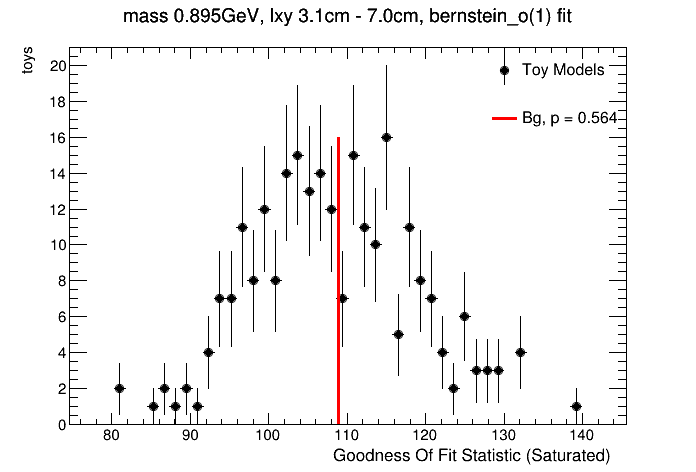 mass 0.895GeV, lxy 3.1cm - 7.0cm, bernstein_o(1) fit
toys
Toy Models
Bg, p = 0.564
20
18
16
14
12
10
8
6
4
2
0
80 90 100 110 120 130 140
Goodness Of Fit Statistic (Saturated)